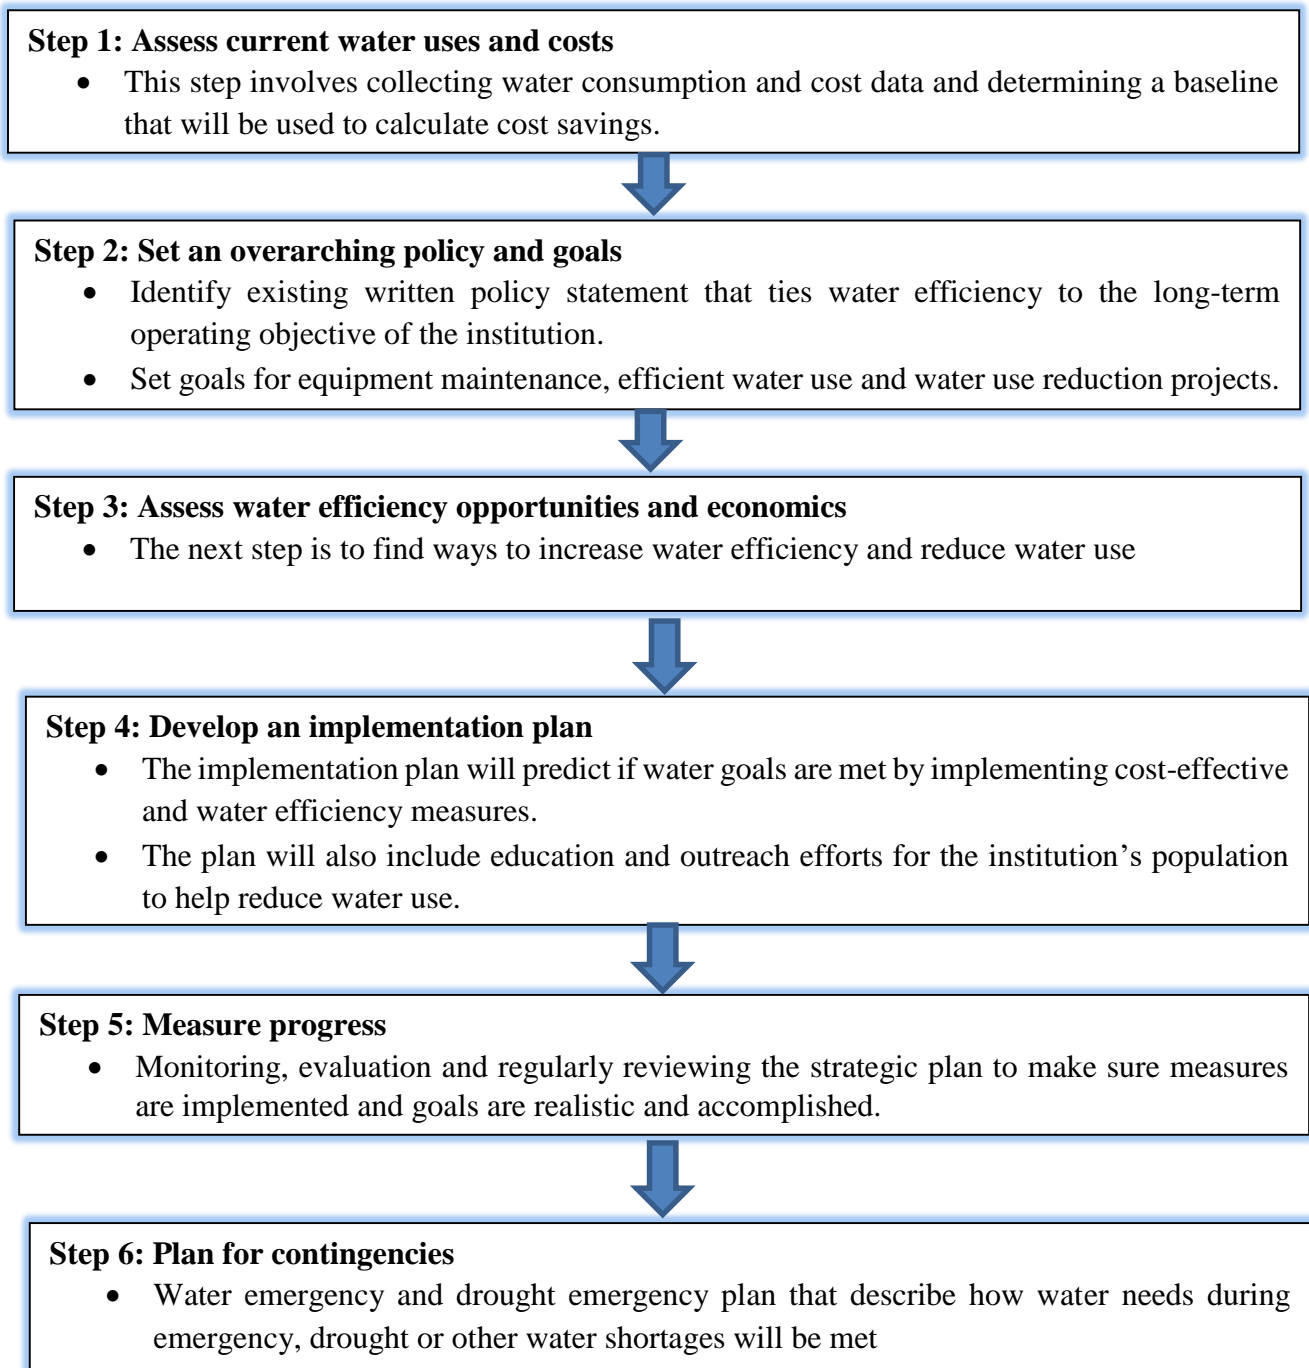 Step 1: Assess current water uses and costs
• This step involves collecting water consumption and cost data and determining a baseline
that will be used to calculate cost savings.
Step 2: Set an overarching policy and goals
• Identify existing written policy statement that ties water efficiency to the long-term
operating objective of the institution.
• Set goals for equipment maintenance, efficient water use and water use reduction projects.
Step 3: Assess water efficiency opportunities and economics
• The next step is to find ways to increase water efficiency and reduce water use
Step 4: Develop an implementation plan
• The implementation plan will predict if water goals are met by implementing cost-effective
and water efficiency measures.
• The plan will also include education and outreach efforts for the institution’s population
to help reduce water use.
Step 5: Measure progress
• Monitoring, evaluation and regularly reviewing the strategic plan to make sure measures
are implemented and goals are realistic and accomplished.
Step 6: Plan for contingencies
• Water emergency and drought emergency plan that describe how water needs during
emergency, drought or other water shortages will be met